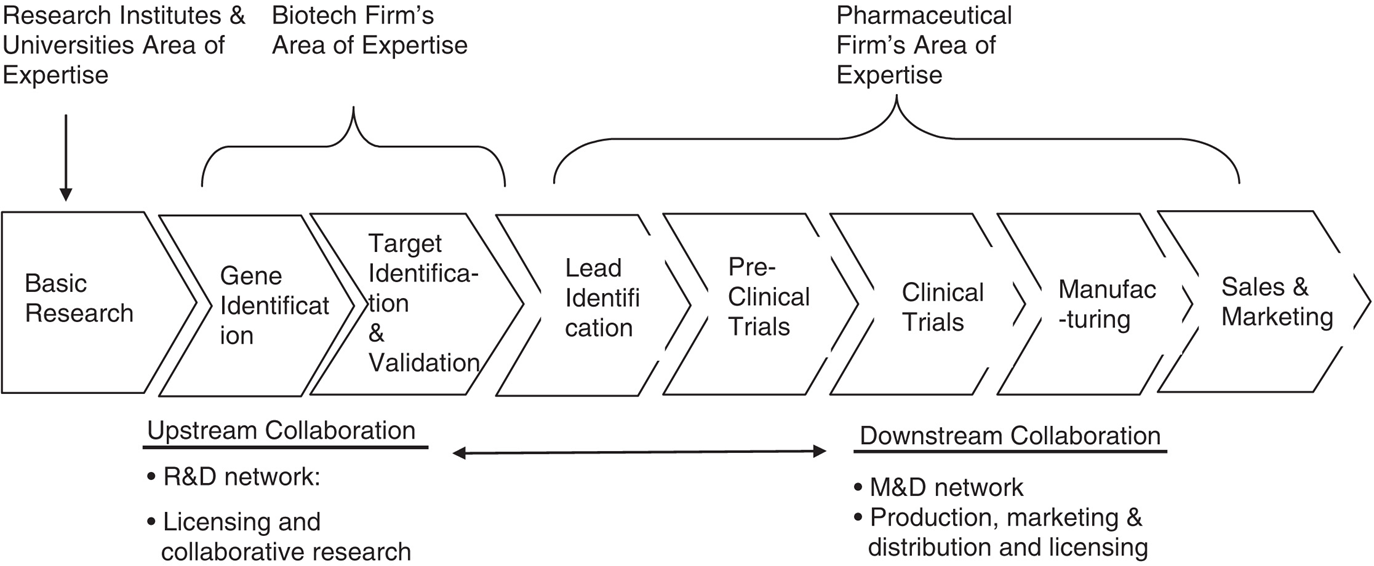 Research Institutes &
Universities Area of
Expertise
Biotech Firm's
Area of Expertise
Pharmaceutical
Firm's Area of
Expertise
Basic
Research
Gene
Identificat
ion
Target
Identifica-
tion
&
Validation
Lead
Identifi
cation
Pre-
Clinical
Trials
Clinical
Trials
Manufac
-turing
Sales &
Marketing
Upstream Collaboration
• R&D network:
• Licensing and
collaborative research
Downstream Collaboration
• M&D network
• Production, marketing &
distribution and licensing